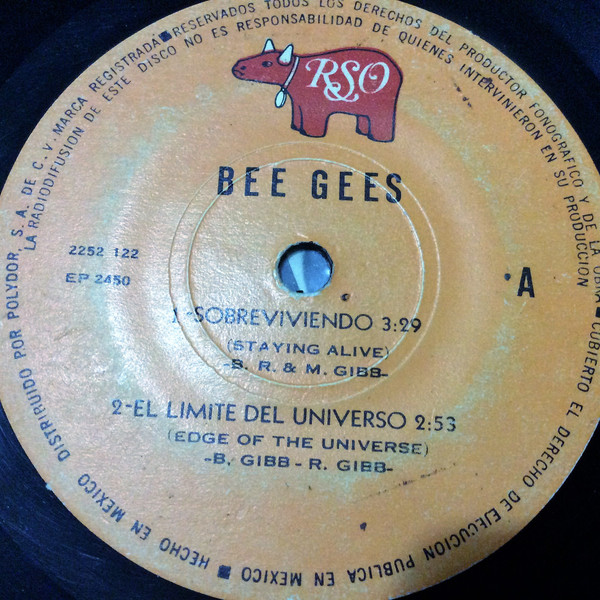 RSO
BEE GEES
2252 122
EP 2450
A
1-SOBREVIVIENDO 3:29
(STAYING ALIVE)
-B. R. & M. GIBB-
2-EL LIMITE DEL UNIVERSO 2:53
(EDGE OF THE UNIVERSE)
-B. GIBB - R. GIBB-
HECHO EN MEXICO DISTRIBUIDO POR POLYDOR, S. A. DE C. V. MARCA REGISTRADA ■ RESERVADOS TODOS LOS DERECHOS DEL PRODUCTOR FONOGRAFICO Y DE LA OBRA ■ CUBIERTO EL DERECHO DE EJECUCION PUBLICA EN MEXICO ■
LA RADIODIFUSION DE ESTE DISCO NO ES RESPONSABILIDAD DE QUIENES INTERVINIERON EN SU PRODUCCION